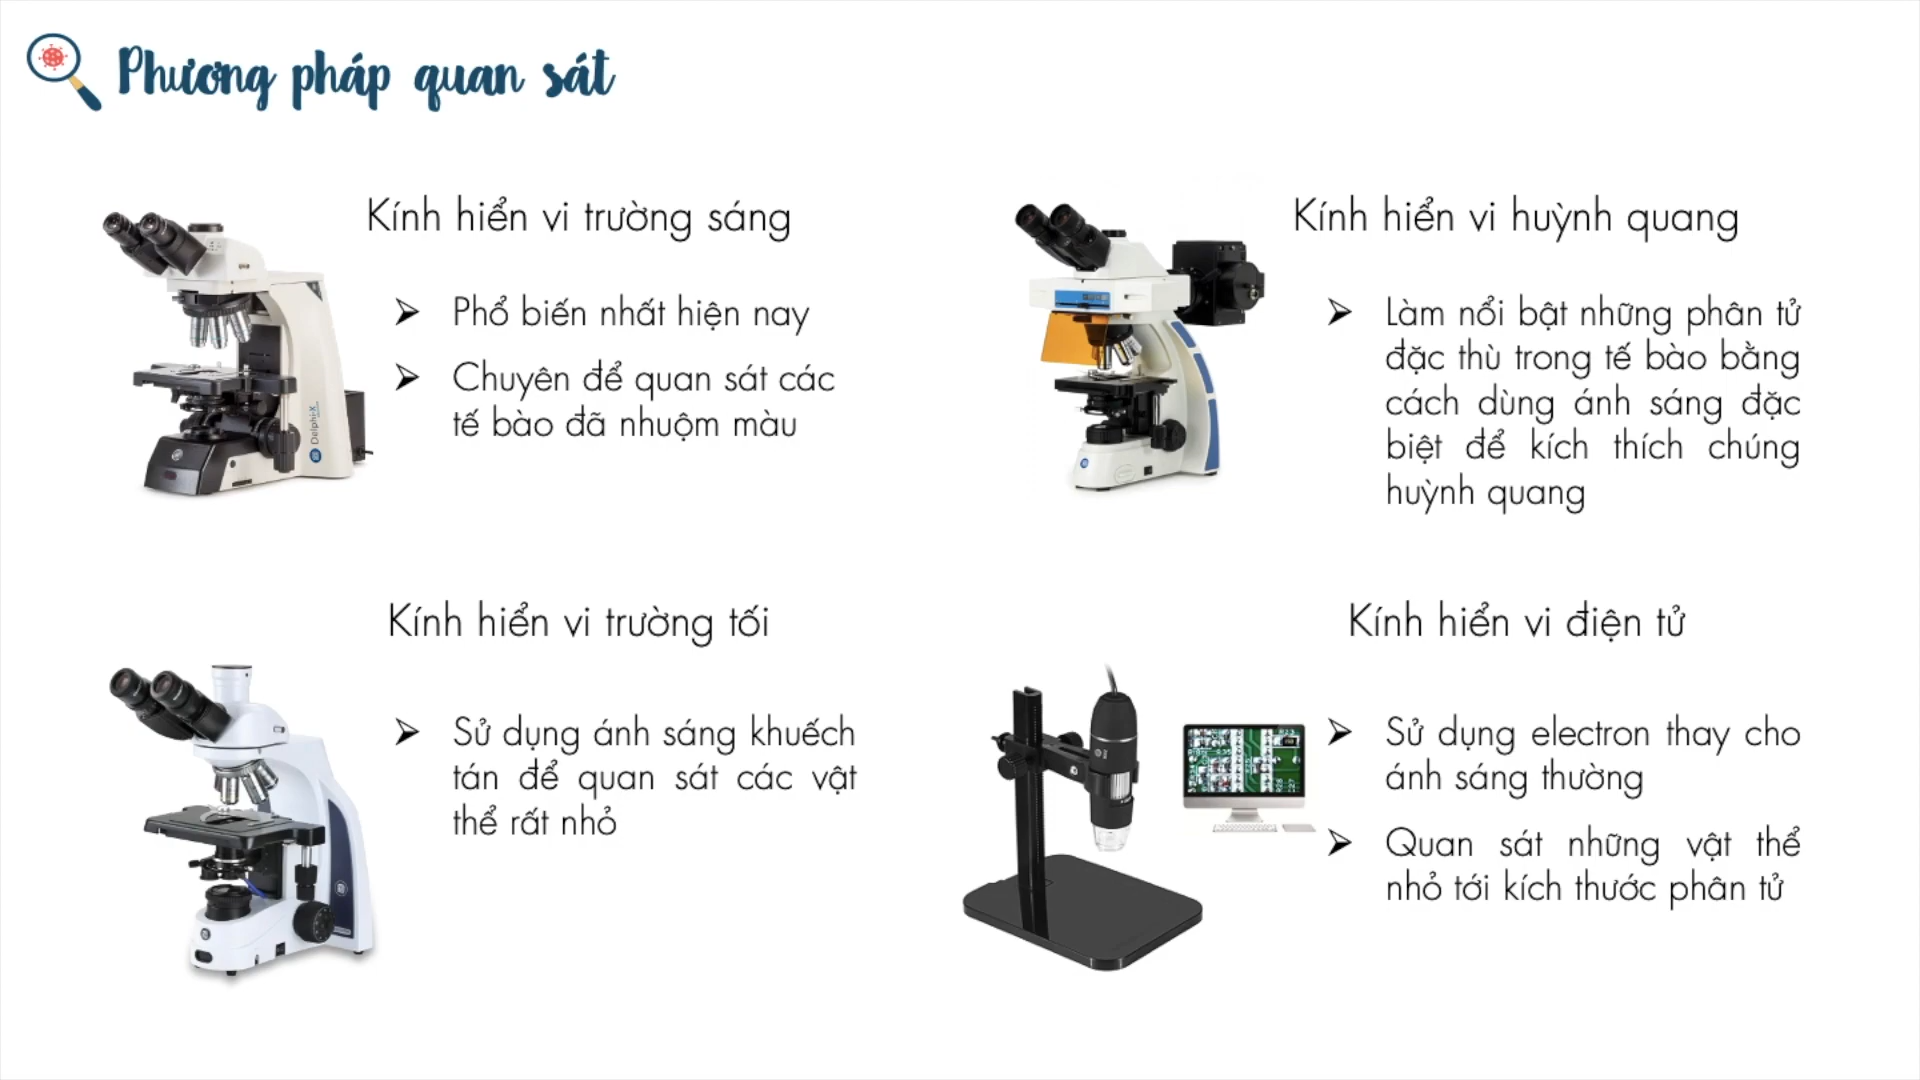 Phương pháp quan sát
Kính hiển vi trường sáng
➢ Phổ biến nhất hiện nay
➢ Chuyên để quan sát các
tế bào đã nhuộm màu
Delphi-X
Kính hiển vi huỳnh quang
➢ Làm nổi bật những phân tử
đặc thù trong tế bào bằng
cách dùng ánh sáng đặc
biệt để kích thích chúng
huỳnh quang
Kính hiển vi trường tối
➢ Sử dụng ánh sáng khuếch
tán để quan sát các vật
thể rất nhỏ
Kính hiển vi điện tử
➢ Sử dụng electron thay cho
ánh sáng thường
➢ Quan sát những vật thể
nhỏ tới kích thước phân tử